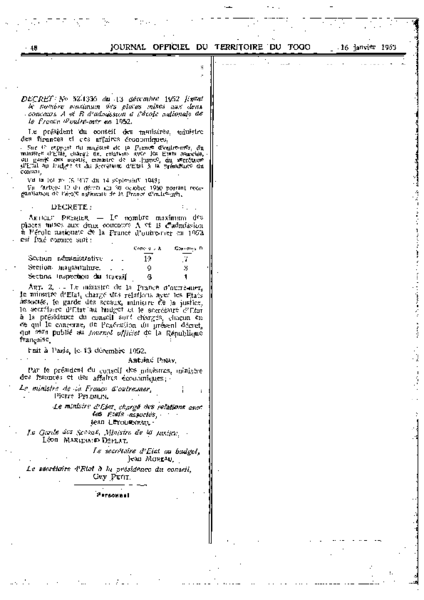 48 JOURNAL OFFICIEL DU TERRITOIRE DU TOGO 16 janvier 1953
DECRET No 52-1336 du 13 décembre 1952 fixant
le nombre maximum des places mises aux deux
concours A et B d'admission à l'école nationale de
la France d'outre-mer en 1952.
Le président du conseil des ministres, ministre
des finances et des affaires économiques,
Sur le rapport du ministre de la France d'outre-mer, du
ministre d'Etat, chargé des relations avec les Etats associés,
du garde des sceaux, ministre de la justice, du secrétaire
d'Etat au budget et du secrétaire d'Etat à la présidence du
conseil,
Vu la loi du 14 septembre
Vu l'article 12 du décret du 30 octobre 1950 portant
organisation de l'école nationale de la France d'outre-mer,
DECRETE:
ARTICLE PREMIER. — Le nombre maximum des
places mises aux deux concours A et B d'admission
à l'école nationale de la France d'outre-mer en 1952
est fixé comme suit:
Concours A Concours B
Section administrative . .
Section magistrature. .
Section inspection du travail
ART. 2. — Le ministre de la France d'outre-mer,
le ministre d'Etat, chargé des relations avec les Etats
associés, le garde des sceaux, ministre de la justice,
le secrétaire d'Etat au budget et le secrétaire d'Etat
à la présidence du conseil sont chargés, chacun en
ce qui le concerne, de l'exécution du présent décret,
qui sera publié au journal officiel de la République
française.
Fait à Paris, le 13 décembre 1952.
ANTOINE PINAY.
Par le président du conseil des ministres, ministre
des finances et des affaires économiques:
Le ministre de la France d'outre-mer,
Pierre PFLIMLIN.
Le ministre d'Etat, chargé des relations avec
les Etats associés,
Jean LETOURNEAU.
Le Garde des Sceaux, Ministre de la justice,
Léon MARTINAUD-DEPLAT.
Le secrétaire d'Etat au budget,
Jean MOREAU.
Le secrétaire d'Etat à la présidence du conseil,
Guy PETIT.
Personnel